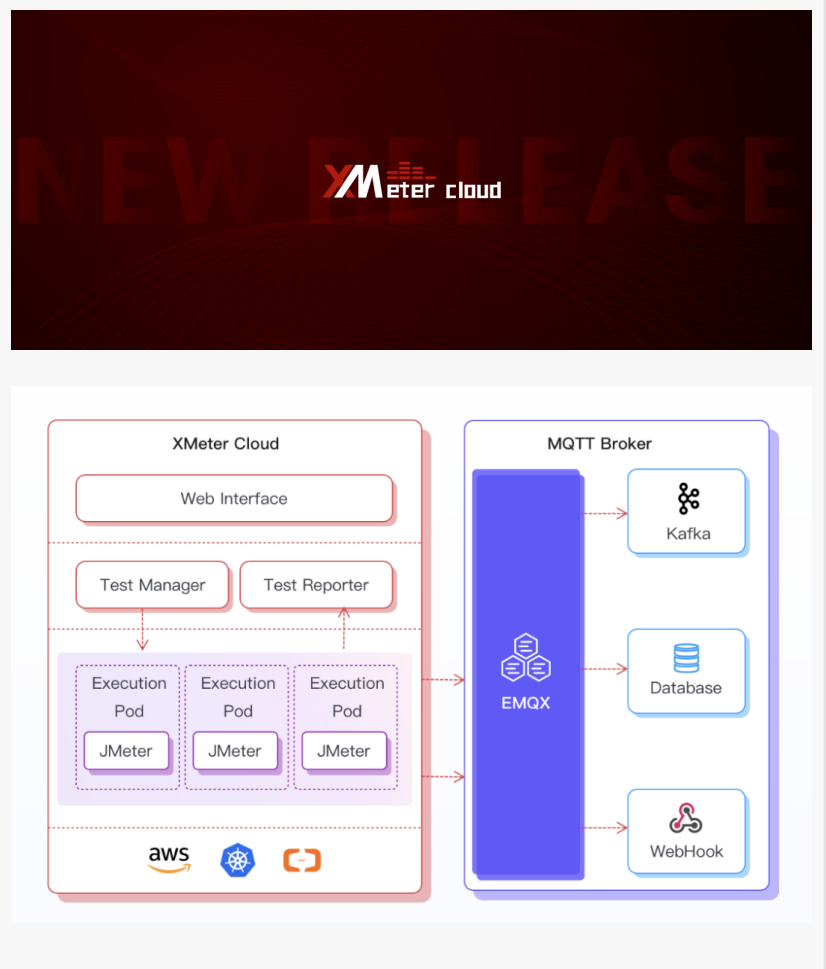 NEW RELEASE
XMeter cloud
XMeter Cloud
Web Interface
Test Manager
Test Reporter
Execution
Pod
JMeter
Execution
Pod
JMeter
Execution
Pod
JMeter
aws
MQTT Broker
EMQX
Kafka
Database
WebHook